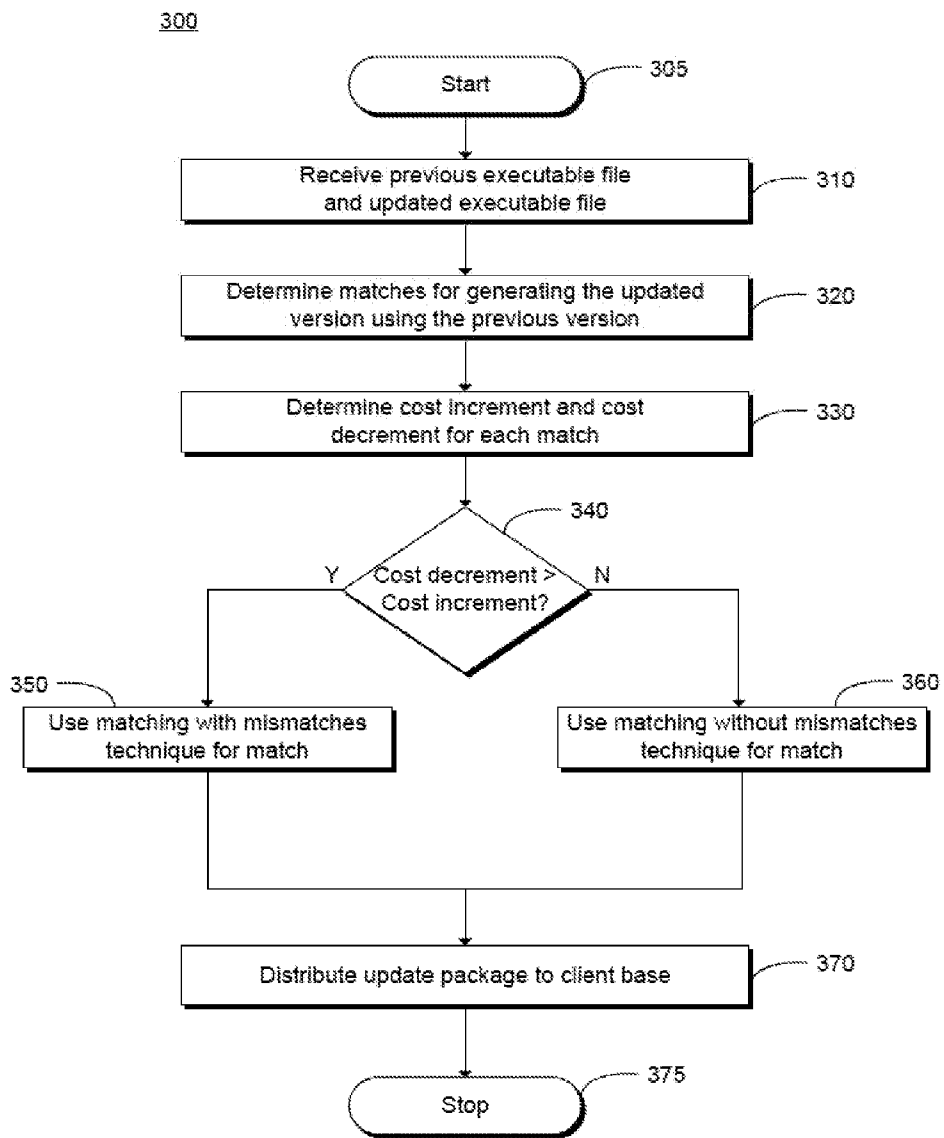 300
Start
305
Receive previous executable file
and updated executable file
310
Determine matches for generating the updated
version using the previous version
320
Determine cost increment and cost
decrement for each match
330
340
Y
Cost decrement >
Cost increment?
N
350
Use matching with mismatches
technique for match
360
Use matching without mismatches
technique for match
Distribute update package to client base
370
Stop
375